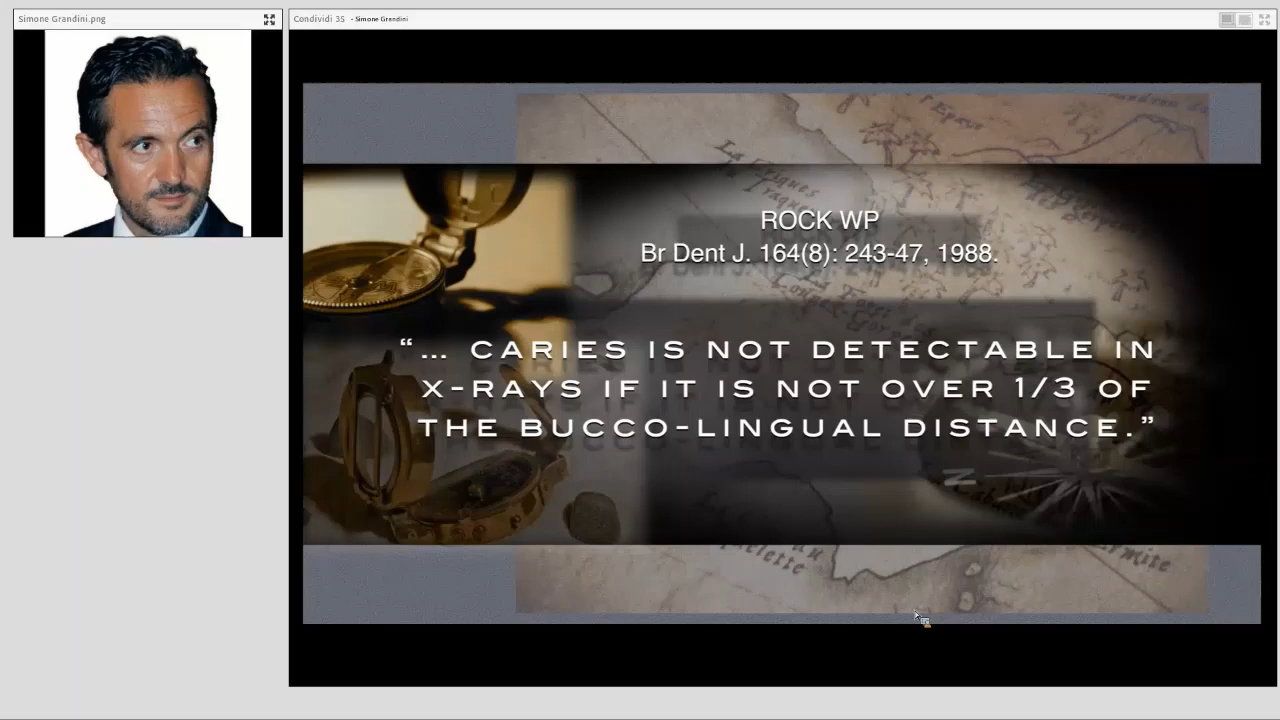 Simone Grandini.png
Condividi 35 - Simone Grandini
ROCK WP
Br Dent J. 164(8): 243-47, 1988.
“... CARIES IS NOT DETECTABLE IN
X-RAYS IF IT IS NOT OVER 1/3 OF
THE BUCCO-LINGUAL DISTANCE.”
N